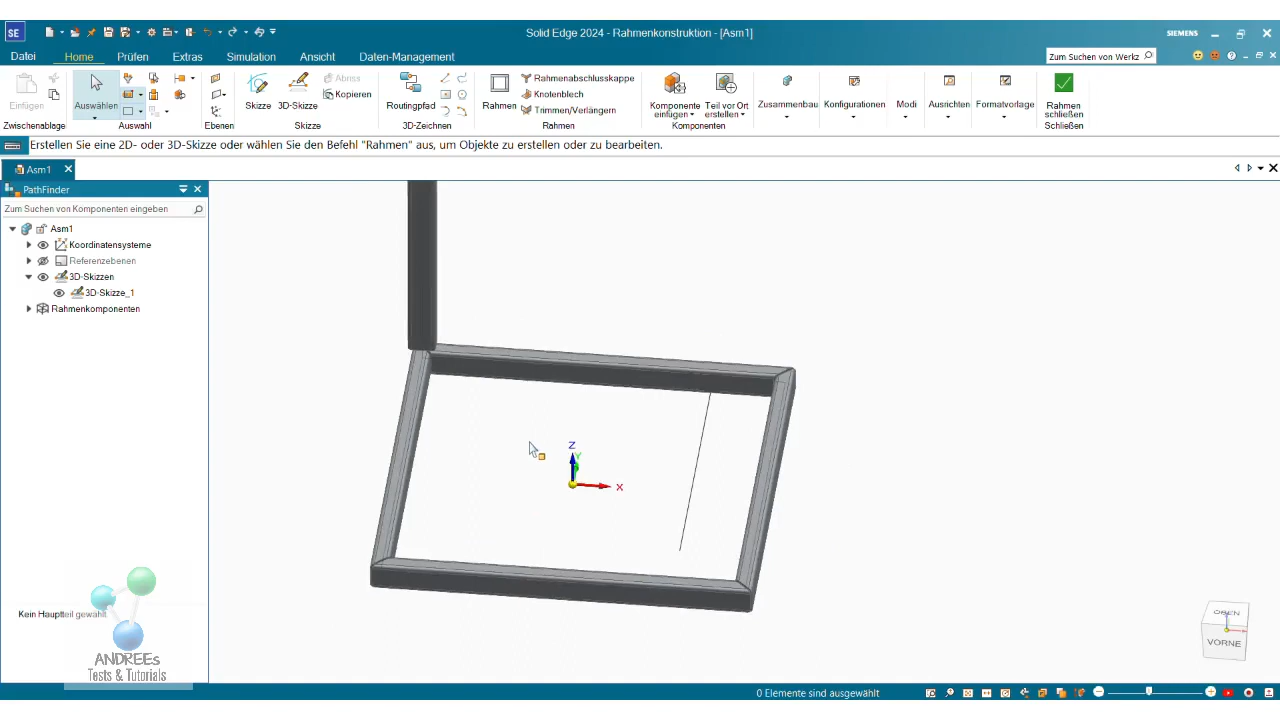 SE
Solid Edge 2024 - Rahmenkonstruktion - [Asm1]
SIEMENS
Datei Home Prüfen Extras Simulation Ansicht Daten-Management
Zum Suchen von Werkz
Einfügen
Auswählen
Skizze
3D-Skizze
Abriss
Kopieren
Routingpfad
Rahmen
Rahmenabschlusskappe
Knotenblech
Trimmen/Verlängern
Komponente einfügen
Teil vor Ort erstellen
Zusammenbau
Konfigurationen
Modi
Ausrichten
Formatvorlage
Rahmen schließen
Zwischenablage Auswahl Ebenen Skizze 3D-Zeichnen Rahmen Komponenten Schließen
Erstellen Sie eine 2D- oder 3D-Skizze oder wählen Sie den Befehl "Rahmen" aus, um Objekte zu erstellen oder zu bearbeiten.
Asm1
PathFinder
Zum Suchen von Komponenten eingeben
Asm1
Koordinatensysteme
Referenzebenen
3D-Skizzen
3D-Skizze_1
Rahmenkomponenten
Z
Y
X
Kein Hauptteil gewählt
ANDREEs
Tests & Tutorials
OBEN
VORNE
0 Elemente sind ausgewählt